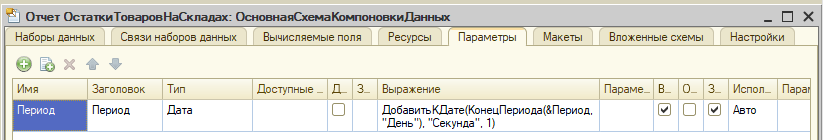 Отчет ОстаткиТоваровНаСкладах: ОсновнаяСхемаКомпоновкиДанных
Наборы данных Связи наборов данных Вычисляемые поля Ресурсы Параметры Макеты Вложенные схемы Настройки
Имя Заголовок Тип Доступные ... Д... З... Выражение Параме... В... О... З... Испол... Парам
Период Период Дата ДобавитьКДате(КонецПериода(&Период, Авто
"День"), "Секунда", 1)